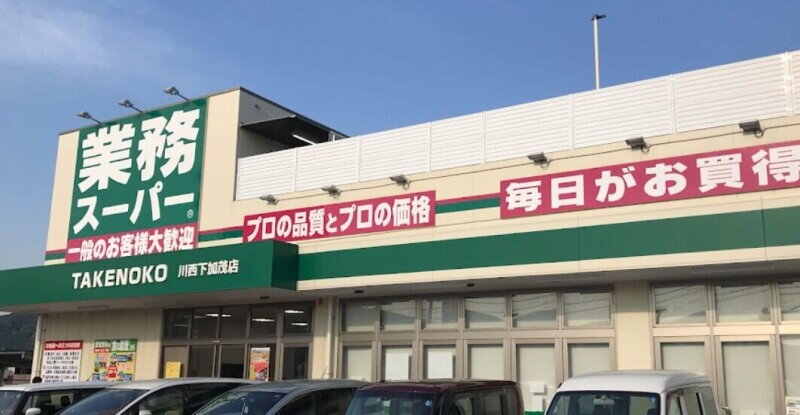 業務
スーパー®
一般のお客様大歓迎
TAKENOKO 川西下加茂店
プロの品質とプロの価格
毎日がお買得